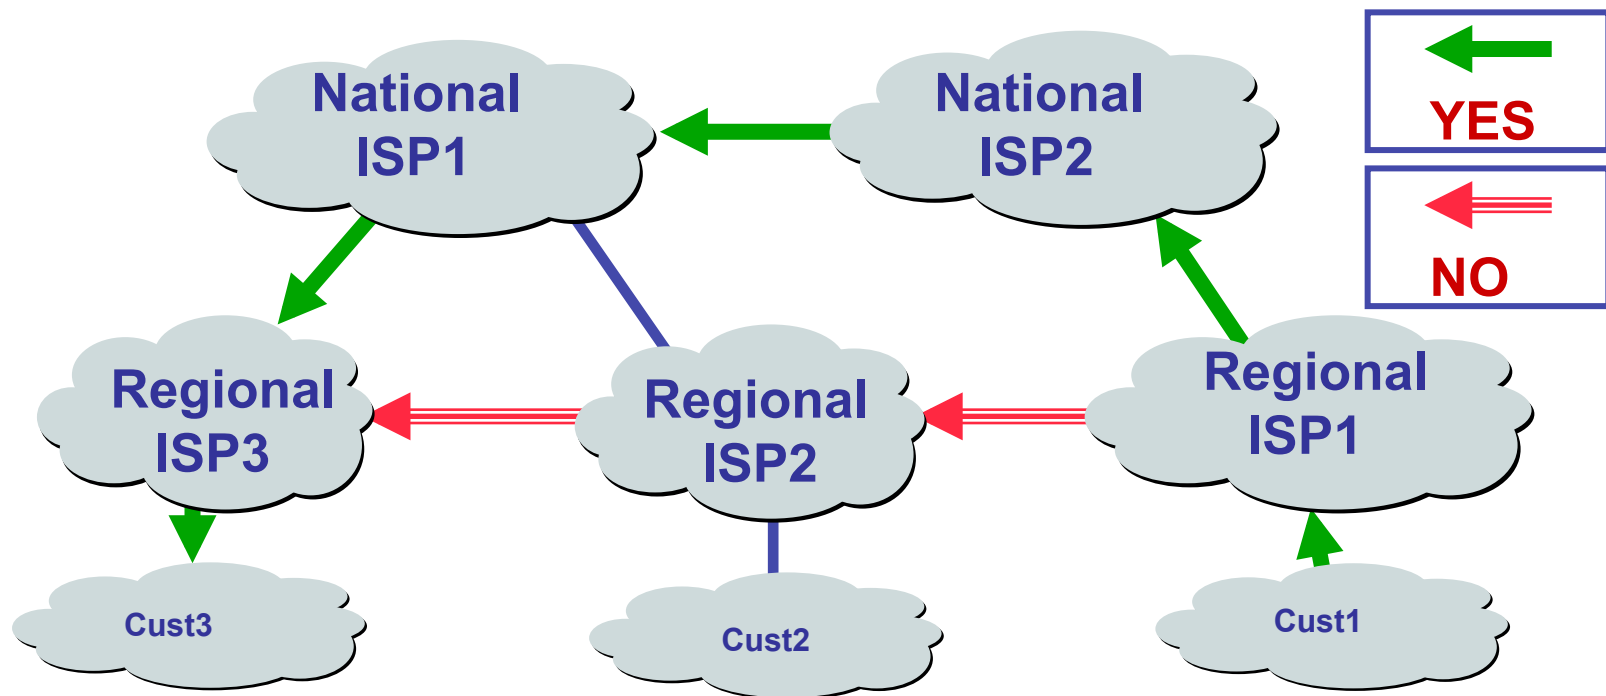 National
ISP1
National
ISP2
YES
NO
Regional
ISP3
Regional
ISP2
Regional
ISP1
Cust3
Cust2
Cust1